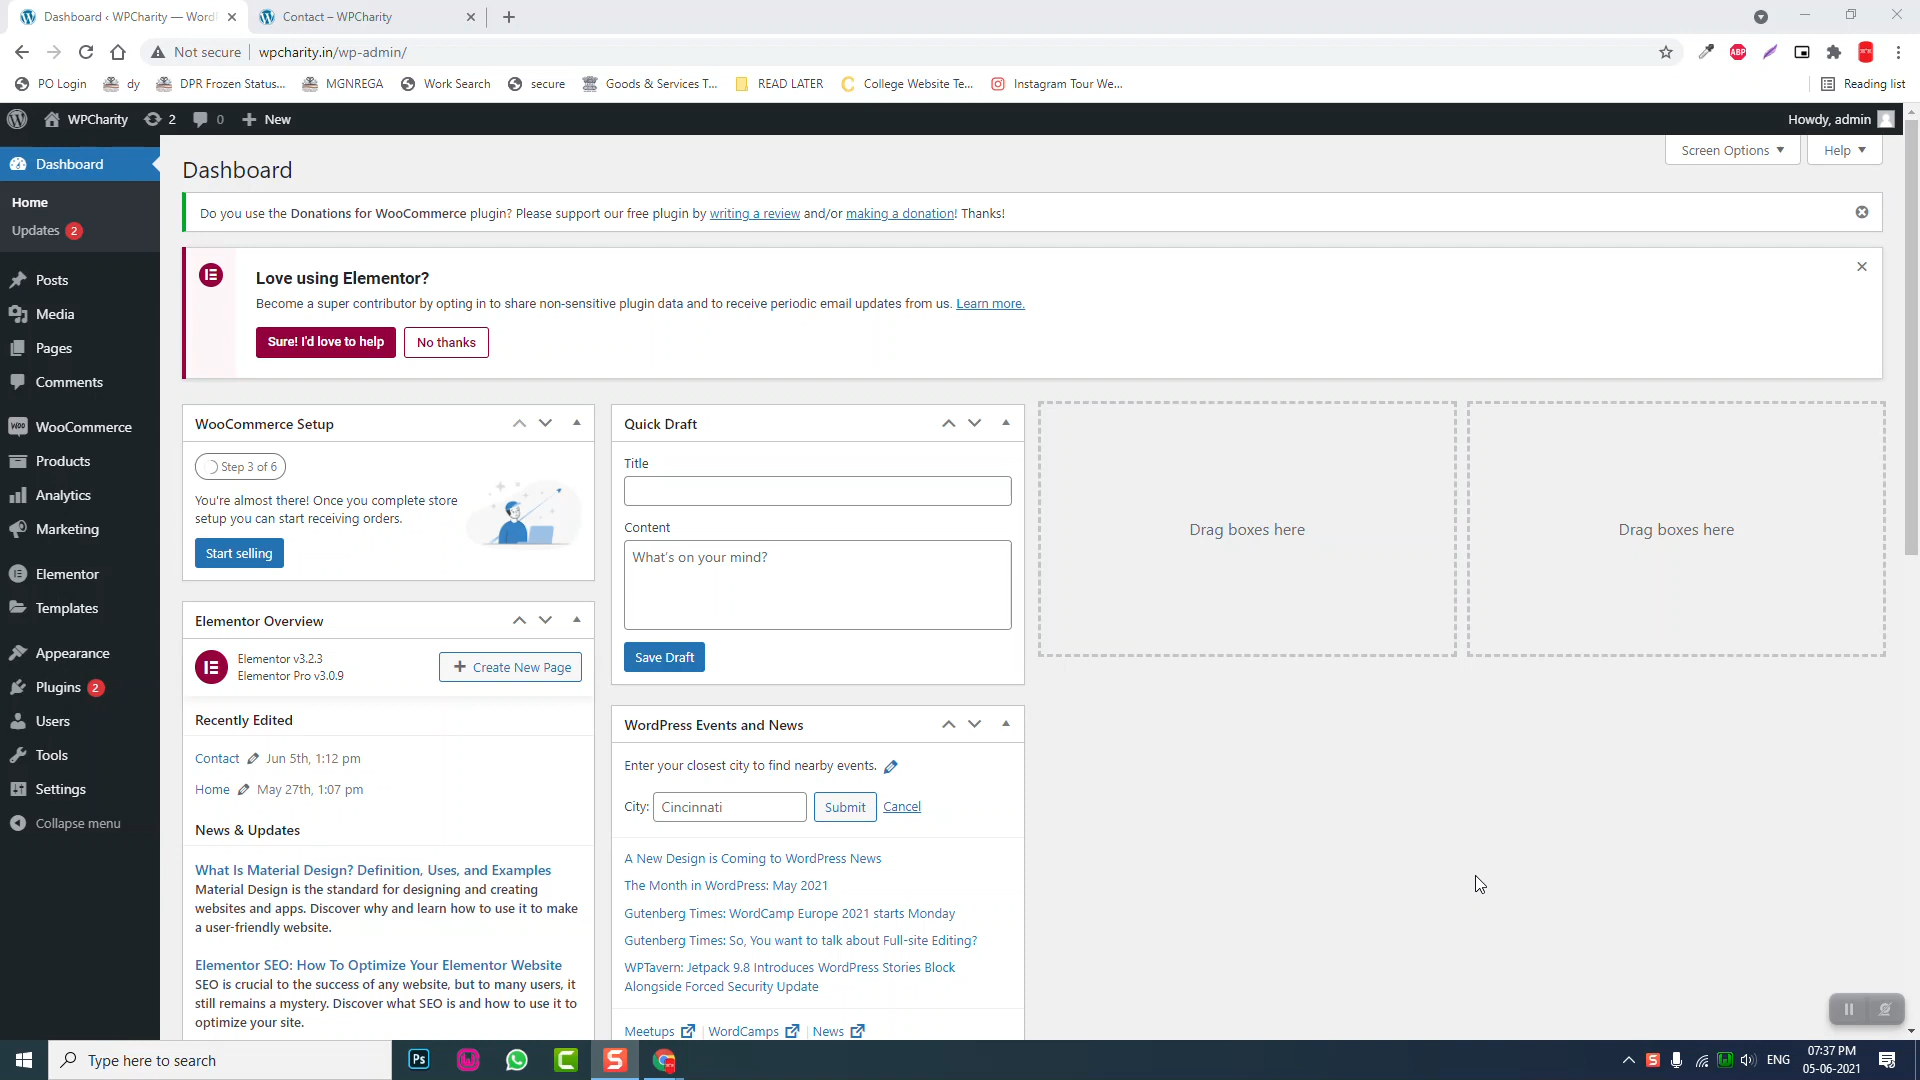 Dashboard ‹ WPCharity — WordP
Contact – WPCharity
Not secure
wpcharity.in/wp-admin/
PO Login
dy
DPR Frozen Status...
MGNREGA
Work Search
secure
Goods & Services T...
READ LATER
College Website Te...
Instagram Tour We...
Reading list
WPCharity
2
0
New
Howdy, admin
Screen Options
Help
Dashboard
Home
Updates 2
Posts
Media
Pages
Comments
WooCommerce
Products
Analytics
Marketing
Elementor
Templates
Appearance
Plugins 2
Users
Tools
Settings
Collapse menu
Dashboard
Do you use the Donations for WooCommerce plugin? Please support our free plugin by writing a review and/or making a donation! Thanks!
Love using Elementor?
Become a super contributor by opting in to share non-sensitive plugin data and to receive periodic email updates from us. Learn more.
Sure! I'd love to help
No thanks
WooCommerce Setup
Step 3 of 6
You're almost there! Once you complete store
setup you can start receiving orders.
Start selling
Elementor Overview
Elementor v3.2.3
Elementor Pro v3.0.9
Create New Page
Recently Edited
Contact Jun 5th, 1:12 pm
Home May 27th, 1:07 pm
News & Updates
What Is Material Design? Definition, Uses, and Examples
Material Design is the standard for designing and creating
websites and apps. Discover why and learn how to use it to make
a user-friendly website.
Elementor SEO: How To Optimize Your Elementor Website
SEO is crucial to the success of any website, but to many users, it
still remains a mystery. Discover what SEO is and how to use it to
optimize your site.
Quick Draft
Title
Content
What's on your mind?
Save Draft
WordPress Events and News
Enter your closest city to find nearby events.
City: Cincinnati Submit Cancel
A New Design is Coming to WordPress News
The Month in WordPress: May 2021
Gutenberg Times: WordCamp Europe 2021 starts Monday
Gutenberg Times: So, You want to talk about Full-site Editing?
WPTavern: Jetpack 9.8 Introduces WordPress Stories Block
Alongside Forced Security Update
Meetups | WordCamps | News
Drag boxes here
Drag boxes here
Type here to search
Ps
ENG
07:37 PM
05-06-2021